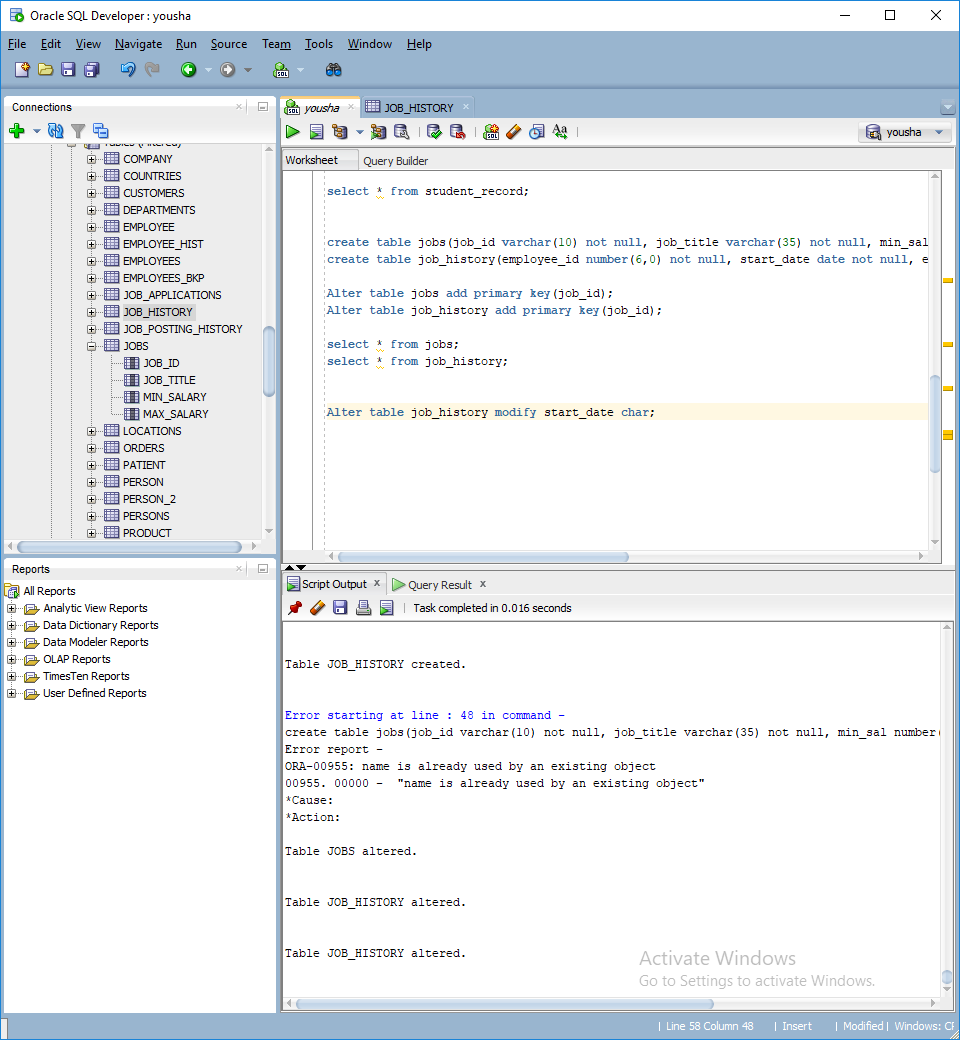 Oracle SQL Developer : yousha
File Edit View Navigate Run Source Team Tools Window Help
Connections
COMPANY
COUNTRIES
CUSTOMERS
DEPARTMENTS
EMPLOYEE
EMPLOYEE_HIST
EMPLOYEES
EMPLOYEES_BKP
JOB_APPLICATIONS
JOB_HISTORY
JOB_POSTING_HISTORY
JOBS
JOB_ID
JOB_TITLE
MIN_SALARY
MAX_SALARY
LOCATIONS
ORDERS
PATIENT
PERSON
PERSON_2
PERSONS
PRODUCT
Reports
All Reports
Analytic View Reports
Data Dictionary Reports
Data Modeler Reports
OLAP Reports
TimesTen Reports
User Defined Reports
yousha JOB_HISTORY
SQL Aa yousha
Worksheet Query Builder
select * from student_record;
create table jobs(job_id varchar(10) not null, job_title varchar(35) not null, min_sal
create table job_history(employee_id number(6,0) not null, start_date date not null, e
Alter table jobs add primary key(job_id);
Alter table job_history add primary key(job_id);
select * from jobs;
select * from job_history;
Alter table job_history modify start_date char;
Script Output x Query Result x
Task completed in 0.016 seconds
Table JOB_HISTORY created.
Error starting at line : 48 in command -
create table jobs(job_id varchar(10) not null, job_title varchar(35) not null, min_sal number(
Error report -
ORA-00955: name is already used by an existing object
00955. 00000 -  "name is already used by an existing object"
*Cause:
*Action:
Table JOBS altered.
Table JOB_HISTORY altered.
Table JOB_HISTORY altered.
Activate Windows
Go to Settings to activate Windows.
| Line 58 Column 48 | Insert | Modified | Windows: CF